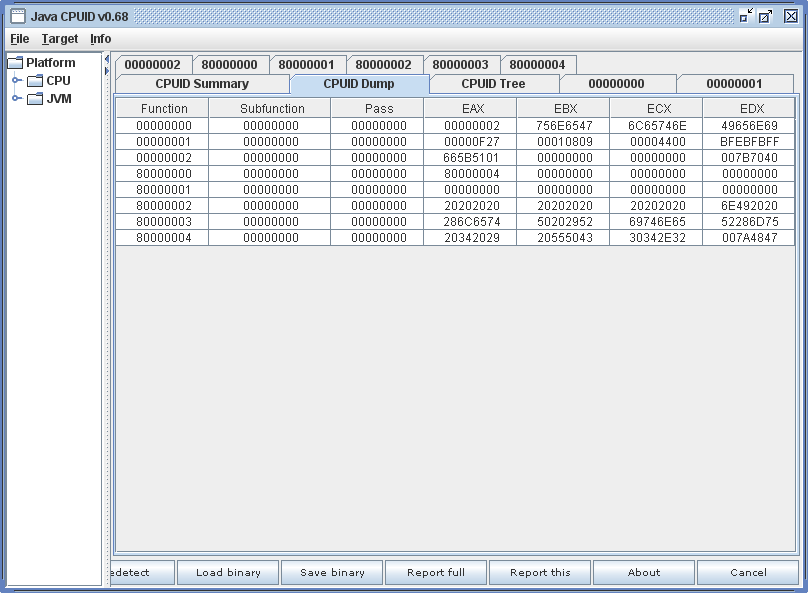 Java CPUID v0.68
File Target Info
Platform
CPU
JVM
00000002 80000000 80000001 80000002 80000003 80000004
CPUID Summary CPUID Dump CPUID Tree 00000000 00000001
Function Subfunction Pass EAX EBX ECX EDX
00000000 00000000 00000000 00000002 756E6547 6C65746E 49656E69
00000001 00000000 00000000 00000F27 00010809 00004400 BFEBFBFF
00000002 00000000 00000000 665B5101 00000000 00000000 007B7040
80000000 00000000 00000000 80000004 00000000 00000000 00000000
80000001 00000000 00000000 00000000 00000000 00000000 00000000
80000002 00000000 00000000 20202020 20202020 20202020 6E492020
80000003 00000000 00000000 286C6574 50202952 69746E65 52286D75
80000004 00000000 00000000 20342029 20555043 30342E32 007A4847
edetect Load binary Save binary Report full Report this About Cancel